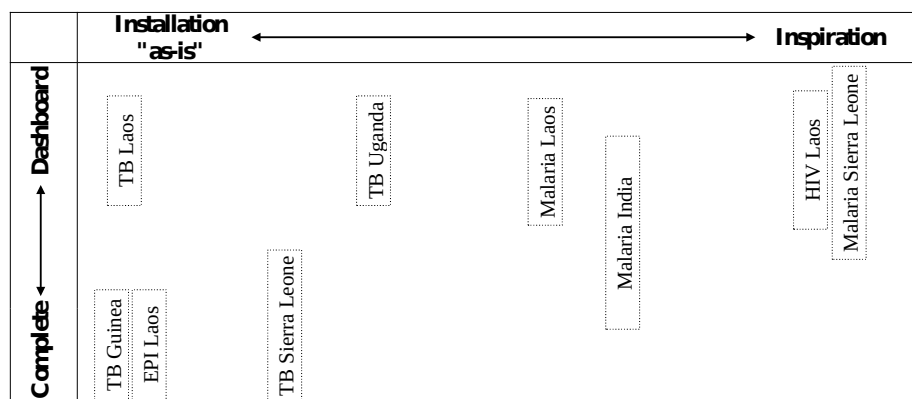 Installation
"as-is"
Inspiration
Dashboard
Complete
TB Laos
TB Uganda
Malaria Laos
Malaria India
HIV Laos
Malaria Sierra Leone
TB Guinea
EPI Laos
TB Sierra Leone